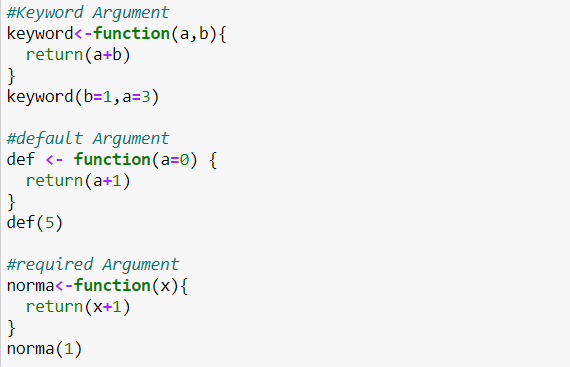 #Keyword Argument
keyword<-function(a,b){
  return(a+b)
}
keyword(b=1,a=3)

#default Argument
def <- function(a=0) {
  return(a+1)
}
def(5)

#required Argument
norma<-function(x){
  return(x+1)
}
norma(1)